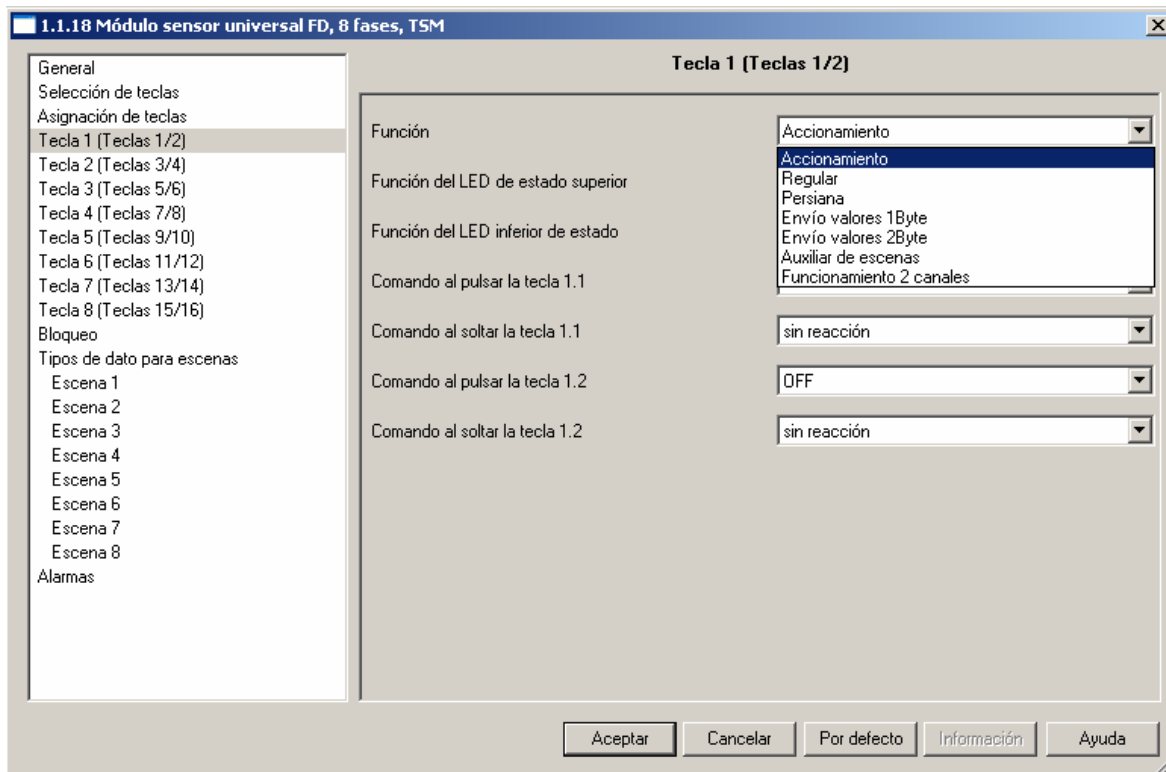 1.1.18 Módulo sensor universal FD, 8 fases, TSM
General
Selección de teclas
Asignación de teclas
Tecla 1 (Teclas 1/2)
Tecla 2 (Teclas 3/4)
Tecla 3 (Teclas 5/6)
Tecla 4 (Teclas 7/8)
Tecla 5 (Teclas 9/10)
Tecla 6 (Teclas 11/12)
Tecla 7 (Teclas 13/14)
Tecla 8 (Teclas 15/16)
Bloqueo
Tipos de dato para escenas
Escena 1
Escena 2
Escena 3
Escena 4
Escena 5
Escena 6
Escena 7
Escena 8
Alarmas
Tecla 1 (Teclas 1/2)
Función Accionamiento
Accionamiento
Regular
Persiana
Envío valores 1Byte
Envío valores 2Byte
Auxiliar de escenas
Funcionamiento 2 canales
Función del LED de estado superior
Función del LED inferior de estado
Comando al pulsar la tecla 1.1
Comando al soltar la tecla 1.1 sin reacción
Comando al pulsar la tecla 1.2 OFF
Comando al soltar la tecla 1.2 sin reacción
Aceptar Cancelar Por defecto Información Ayuda